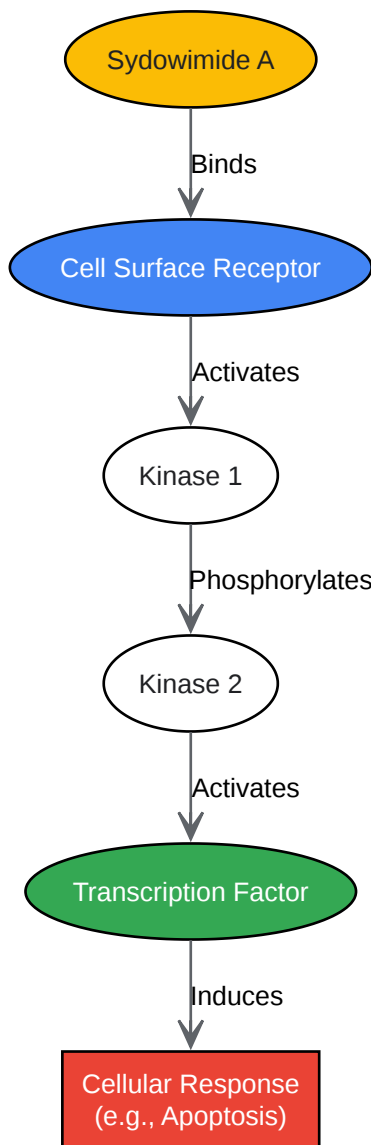 Sydowimide A
Binds
Cell Surface Receptor
Activates
Kinase 1
Phosphorylates
Kinase 2
Activates
Transcription Factor
Induces
Cellular Response
(e.g., Apoptosis)